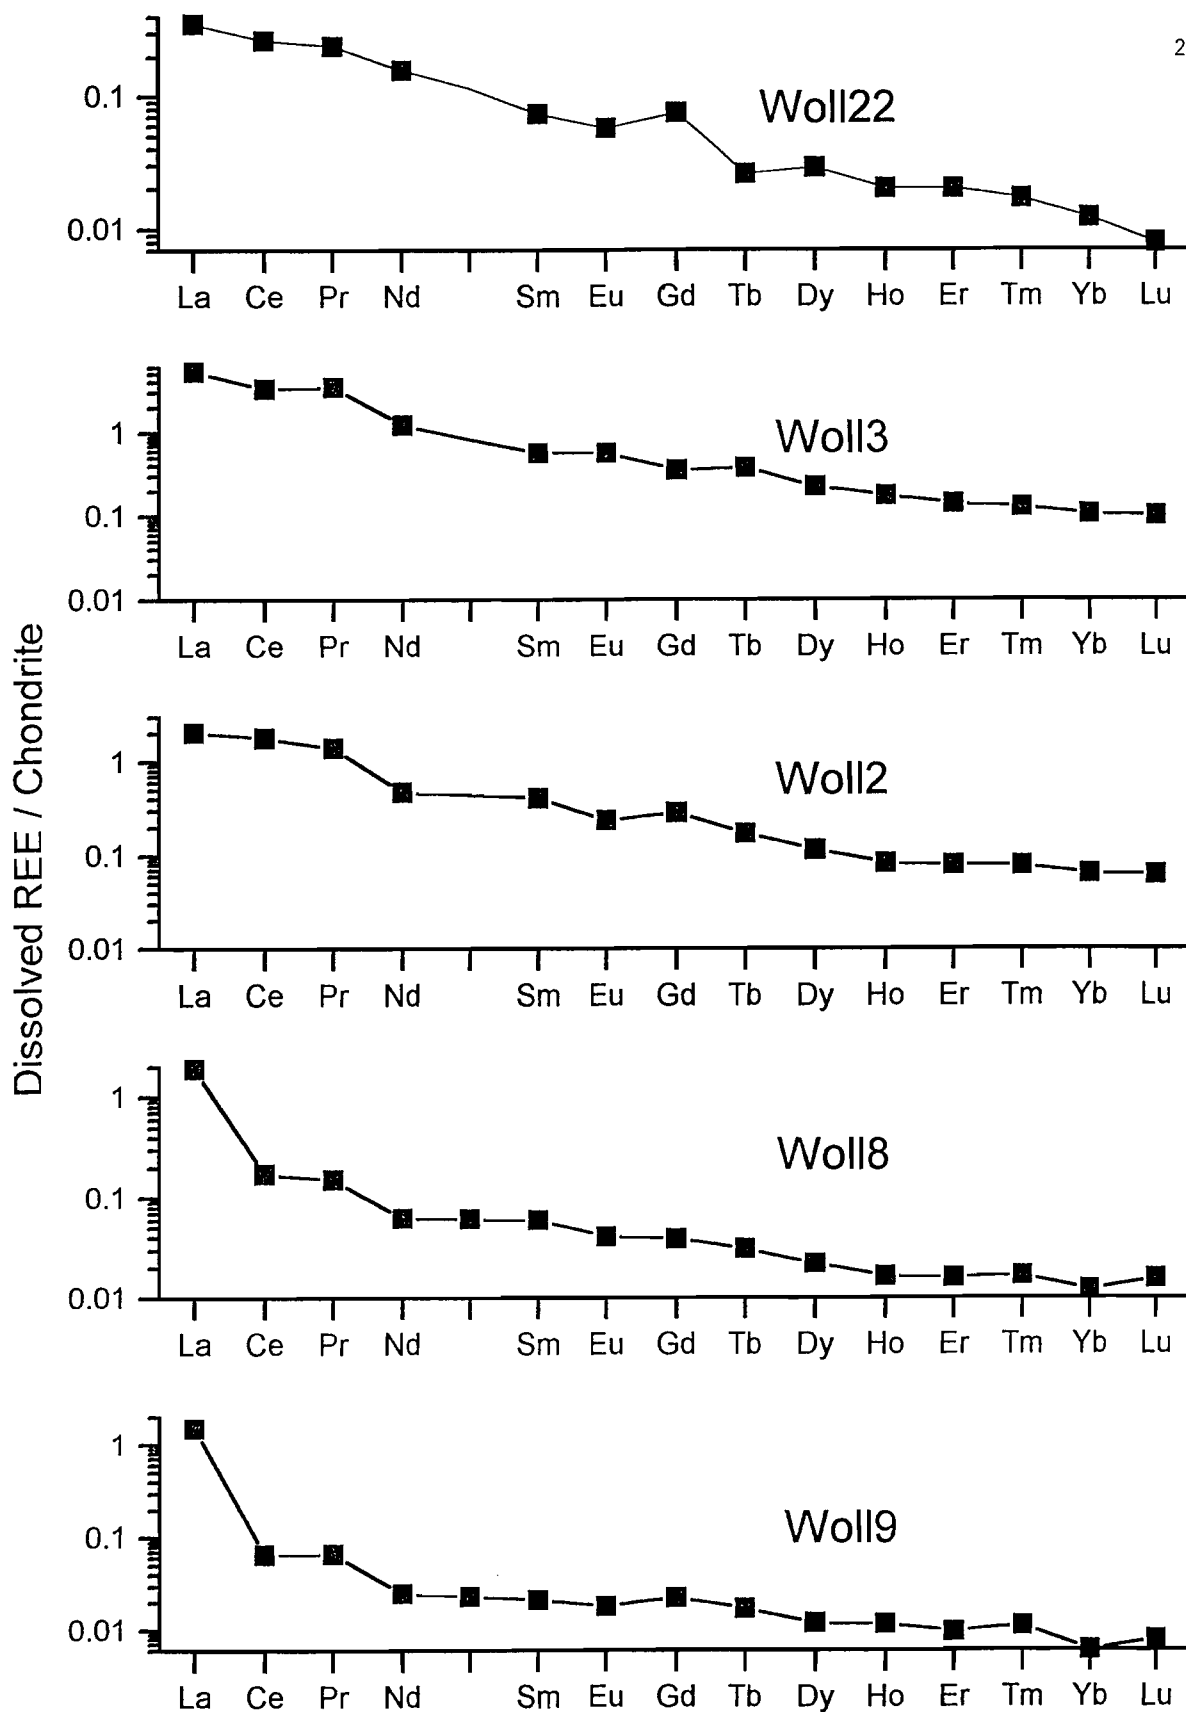 2
Woll22
0.1
0.01
La Ce Pr Nd Sm Eu Gd Tb Dy Ho Er Tm Yb Lu
Woll3
1
0.1
0.01
La Ce Pr Nd Sm Eu Gd Tb Dy Ho Er Tm Yb Lu
Dissolved REE / Chondrite
Woll2
1
0.1
0.01
La Ce Pr Nd Sm Eu Gd Tb Dy Ho Er Tm Yb Lu
Woll8
1
0.1
0.01
La Ce Pr Nd Sm Eu Gd Tb Dy Ho Er Tm Yb Lu
Woll9
1
0.1
0.01
La Ce Pr Nd Sm Eu Gd Tb Dy Ho Er Tm Yb Lu